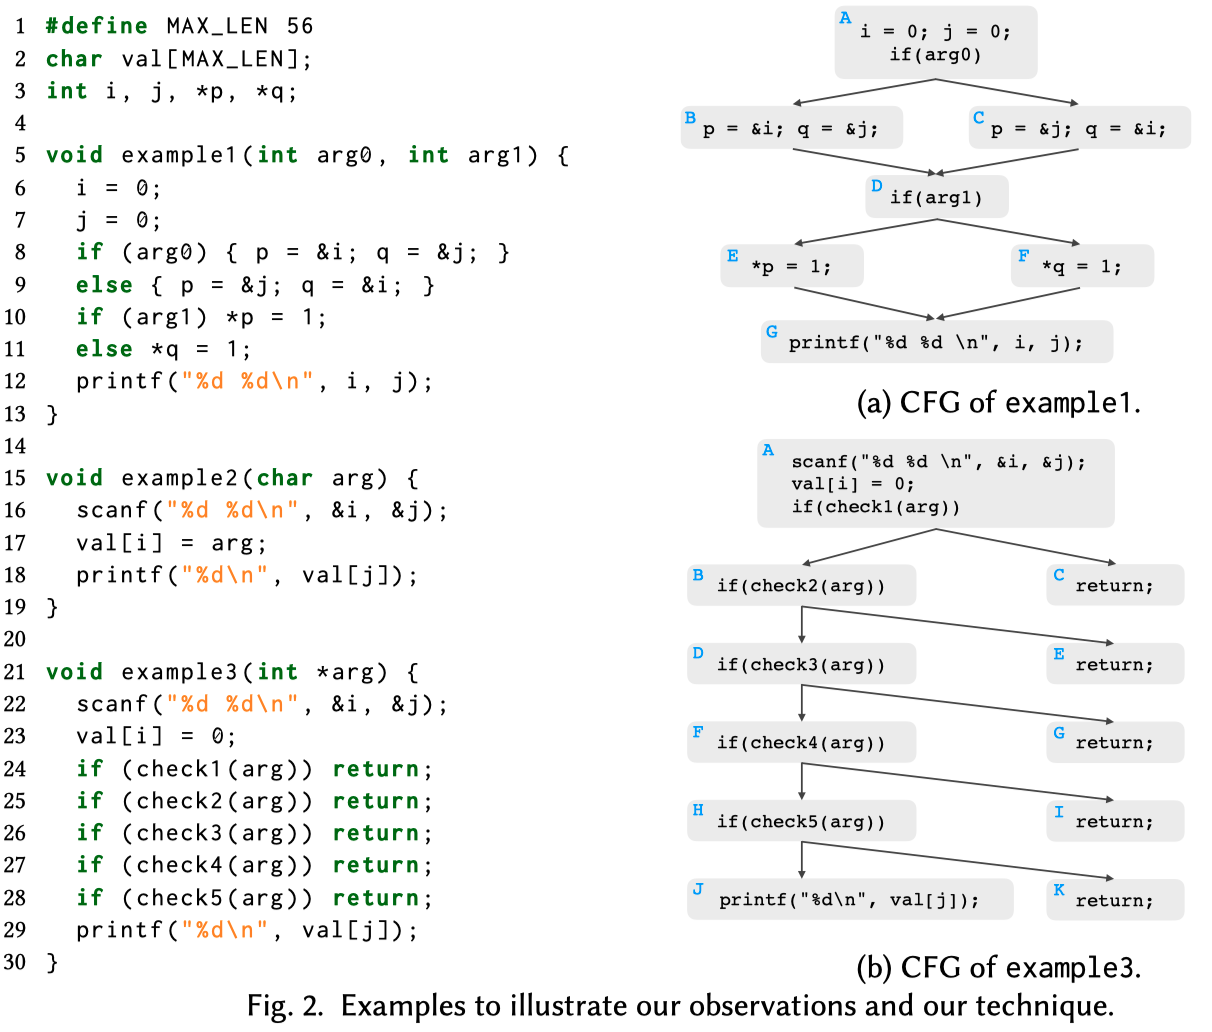 1 #define MAX_LEN 56
2 char val[MAX_LEN];
3 int i, j, *p, *q;
4
5 void example1(int arg0, int arg1) {
6 i = 0;
7 j = 0;
8 if (arg0) { p = &i; q = &j; }
9 else { p = &j; q = &i; }
10 if (arg1) *p = 1;
11 else *q = 1;
12 printf("%d %d\n", i, j);
13 }
14
15 void example2(char arg) {
16 scanf("%d %d\n", &i, &j);
17 val[i] = arg;
18 printf("%d\n", val[j]);
19 }
20
21 void example3(int *arg) {
22 scanf("%d %d\n", &i, &j);
23 val[i] = 0;
24 if (check1(arg)) return;
25 if (check2(arg)) return;
26 if (check3(arg)) return;
27 if (check4(arg)) return;
28 if (check5(arg)) return;
29 printf("%d\n", val[j]);
30 }
A
i = 0; j = 0;
if(arg0)
B p = &i; q = &j;
C p = &j; q = &i;
D if(arg1)
E *p = 1;
F *q = 1;
G printf("%d %d \n", i, j);
(a) CFG of example1.
A
scanf("%d %d \n", &i, &j);
val[i] = 0;
if(check1(arg))
B if(check2(arg))
C return;
D if(check3(arg))
E return;
F if(check4(arg))
G return;
H if(check5(arg))
I return;
J printf("%d\n", val[j]);
K return;
(b) CFG of example3.
Fig. 2. Examples to illustrate our observations and our technique.